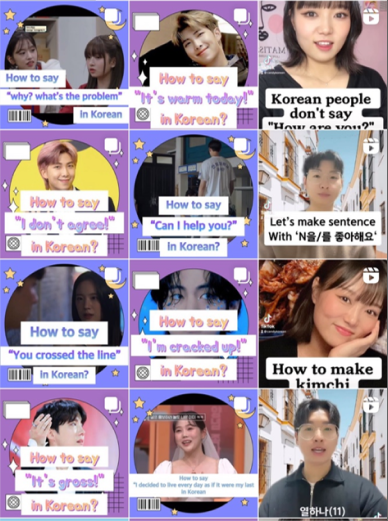 How to say
"why? what's the problem"
in Korean
How to say
"It's warm today!"
in Korean?
Korean people
don't say
"How are you?"
How to say
"I don't agree!"
in Korean?
How to say
"Can I help you?"
in Korean?
Let's make sentence
With 'N을/를 좋아해요'
How to say
"You crossed the line"
in Korean?
How to say
"I'm cracked up!"
in Korean?
TikTok
How to make
kimchi
How to say
"It's gross!"
in Korean?
How to say
"I decided to live every day as if it were my last
in Korean
열하나(11)